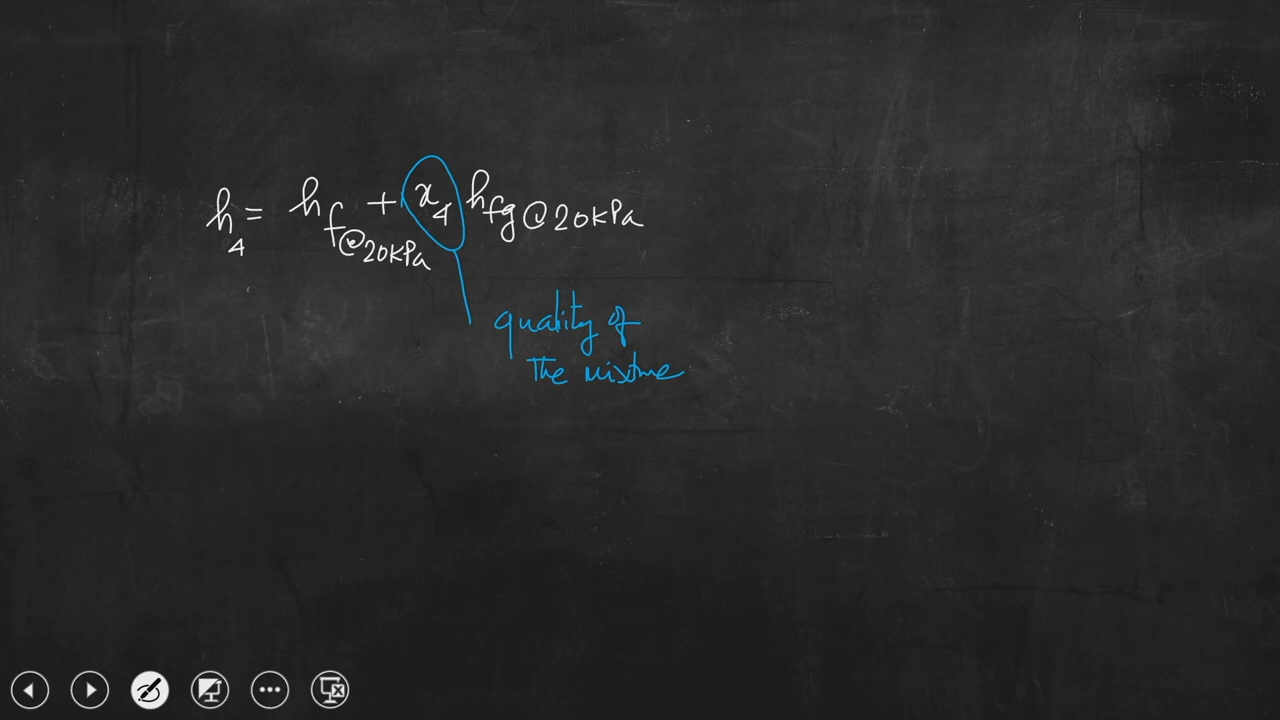 h4 = hf@20kPa + x4 hfg@20kPa
quality of
The mixture